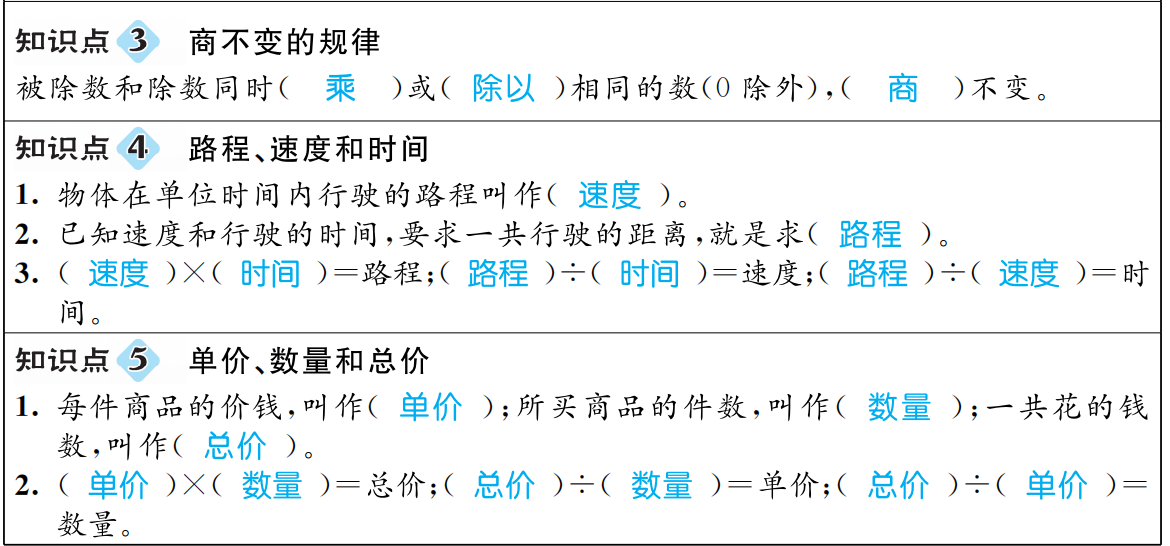 知识点 3 商不变的规律
被除数和除数同时( 乘 )或( 除以 )相同的数(0 除外),( 商 )不变。
知识点 4 路程、速度和时间
1. 物体在单位时间内行驶的路程叫作( 速度 )。
2. 已知速度和行驶的时间,要求一共行驶的距离,就是求( 路程 )。
3. ( 速度 )×( 时间 )=路程;( 路程 )÷( 时间 )=速度;( 路程 )÷( 速度 )=时
间。
知识点 5 单价、数量和总价
1. 每件商品的价钱,叫作( 单价 );所买商品的件数,叫作( 数量 );一共花的钱
数,叫作( 总价 )。
2. ( 单价 )×( 数量 )=总价;( 总价 )÷( 数量 )=单价;( 总价 )÷( 单价 )=
数量。